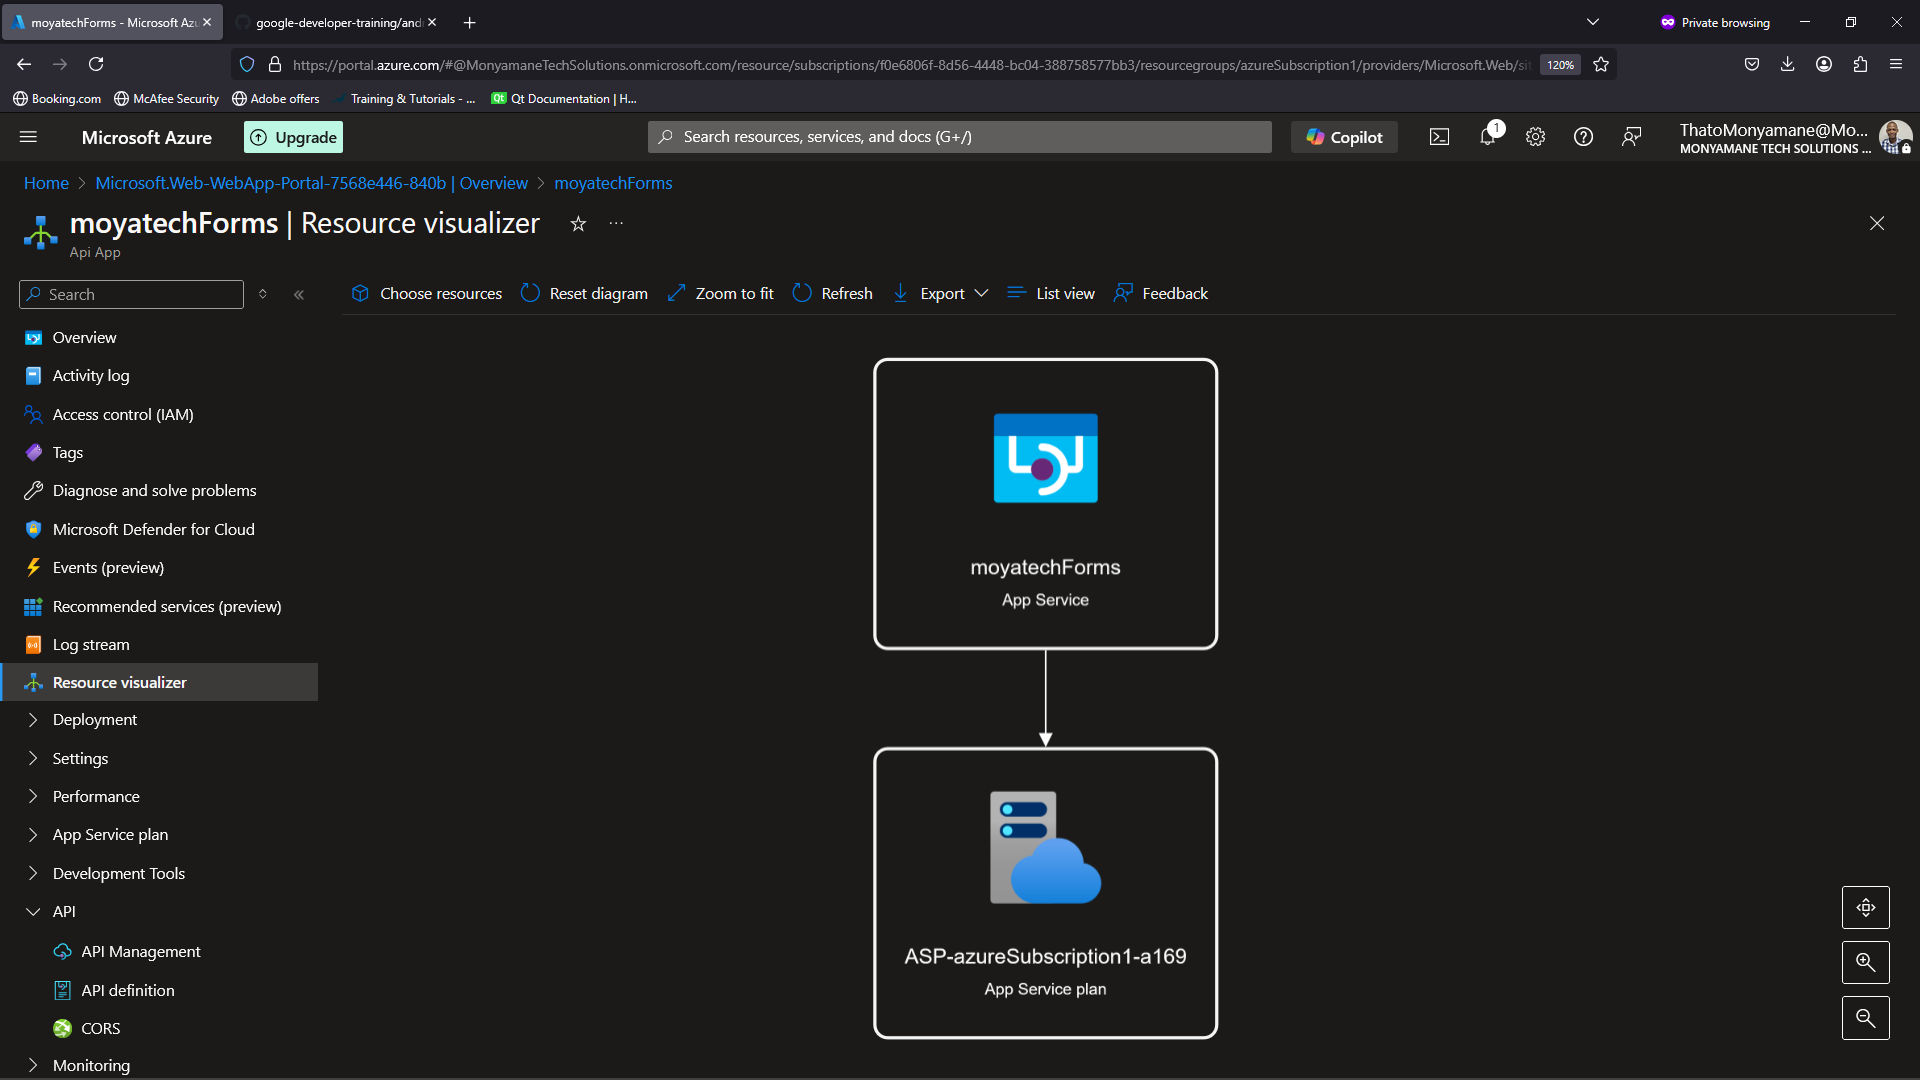 moyatechForms - Microsoft Azu
google-developer-training/and
Private browsing
https://portal.azure.com/#@MonyamaneTechSolutions.onmicrosoft.com/resource/subscriptions/f0e6806f-8d56-4448-bc04-388758577bb3/resourcegroups/azureSubscription1/providers/Microsoft.Web/sit
120%
Booking.com
McAfee Security
Adobe offers
Training & Tutorials - ...
Qt Documentation | H...
Microsoft Azure
Upgrade
Search resources, services, and docs (G+/)
Copilot
1
ThatoMonyamane@Mo...
MONYAMANE TECH SOLUTIONS ...
Home > Microsoft.Web-WebApp-Portal-7568e446-840b | Overview > moyatechForms
moyatechForms | Resource visualizer
Api App
Search
Choose resources
Reset diagram
Zoom to fit
Refresh
Export
List view
Feedback
Overview
Activity log
Access control (IAM)
Tags
Diagnose and solve problems
Microsoft Defender for Cloud
Events (preview)
Recommended services (preview)
Log stream
Resource visualizer
Deployment
Settings
Performance
App Service plan
Development Tools
API
API Management
API definition
CORS
Monitoring
moyatechForms
App Service
ASP-azureSubscription1-a169
App Service plan